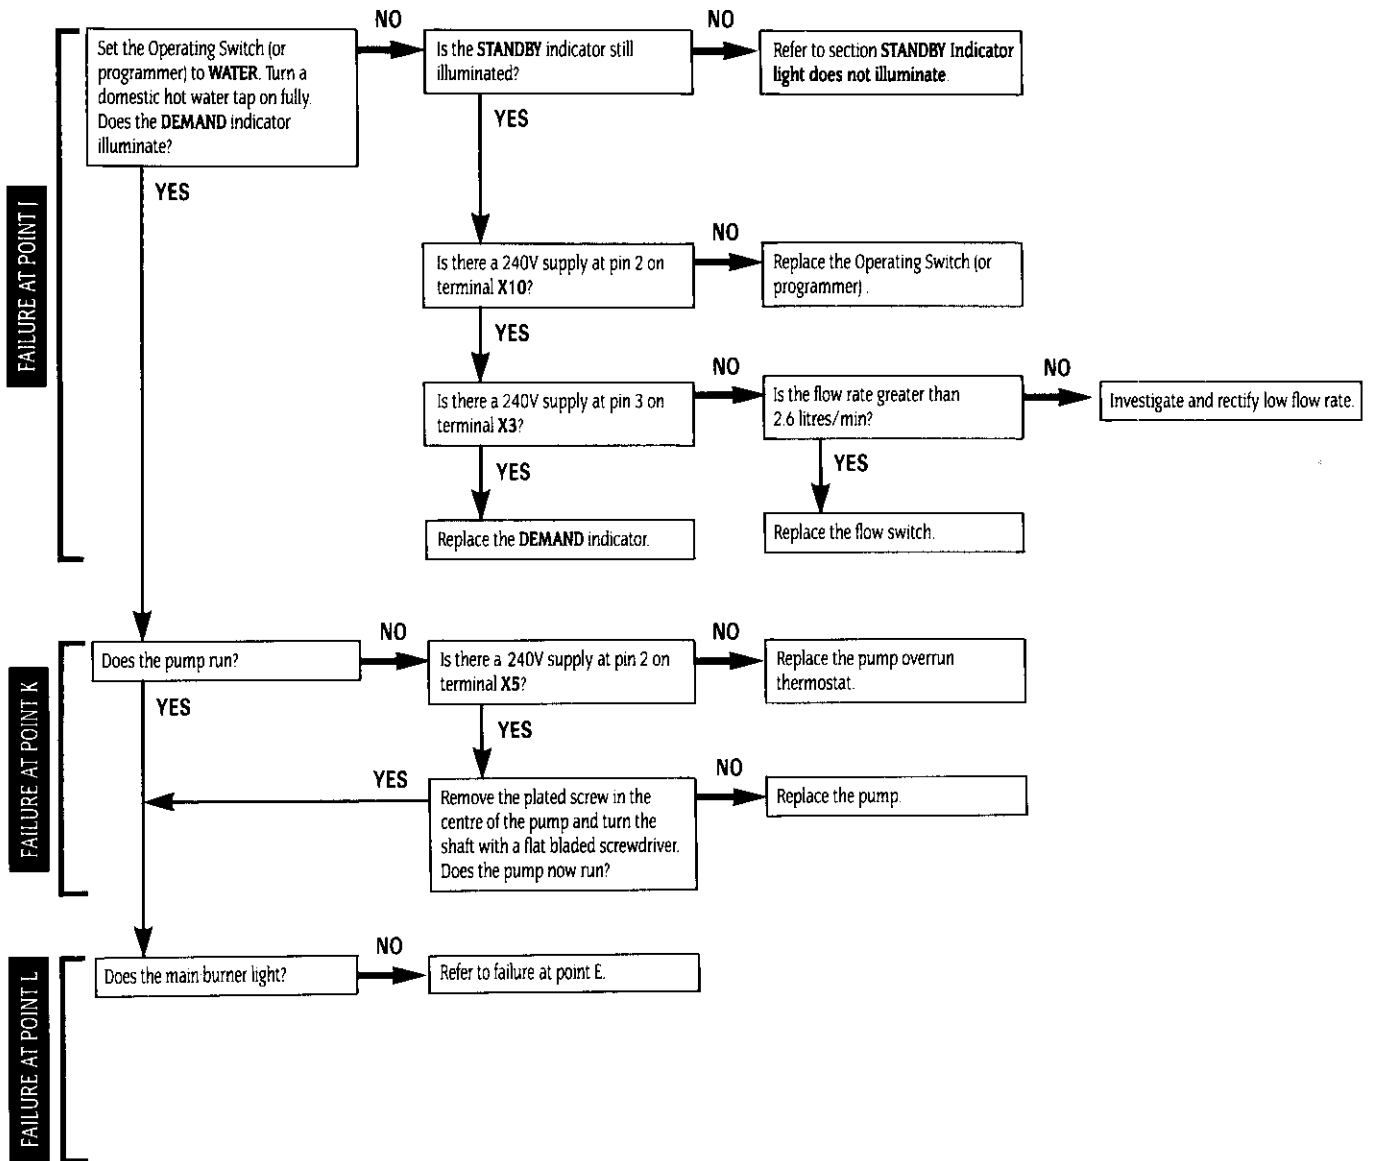 FAILURE AT POINT J
Set the Operating Switch (or
programmer) to WATER. Turn a
domestic hot water tap on fully.
Does the DEMAND indicator
illuminate?
NO
Is the STANDBY indicator still
illuminated?
NO
Refer to section STANDBY Indicator
light does not illuminate.
YES
YES
Is there a 240V supply at pin 2 on
terminal X10?
NO
Replace the Operating Switch (or
programmer) .
YES
Is there a 240V supply at pin 3 on
terminal X3?
NO
Is the flow rate greater than
2.6 litres/min?
NO
Investigate and rectify low flow rate.
YES
YES
Replace the DEMAND indicator.
Replace the flow switch.
FAILURE AT POINT K
Does the pump run?
NO
Is there a 240V supply at pin 2 on
terminal X5?
NO
Replace the pump overrun
thermostat.
YES
YES
YES
Remove the plated screw in the
centre of the pump and turn the
shaft with a flat bladed screwdriver.
Does the pump now run?
NO
Replace the pump.
FAILURE AT POINT L
Does the main burner light?
NO
Refer to failure at point E.